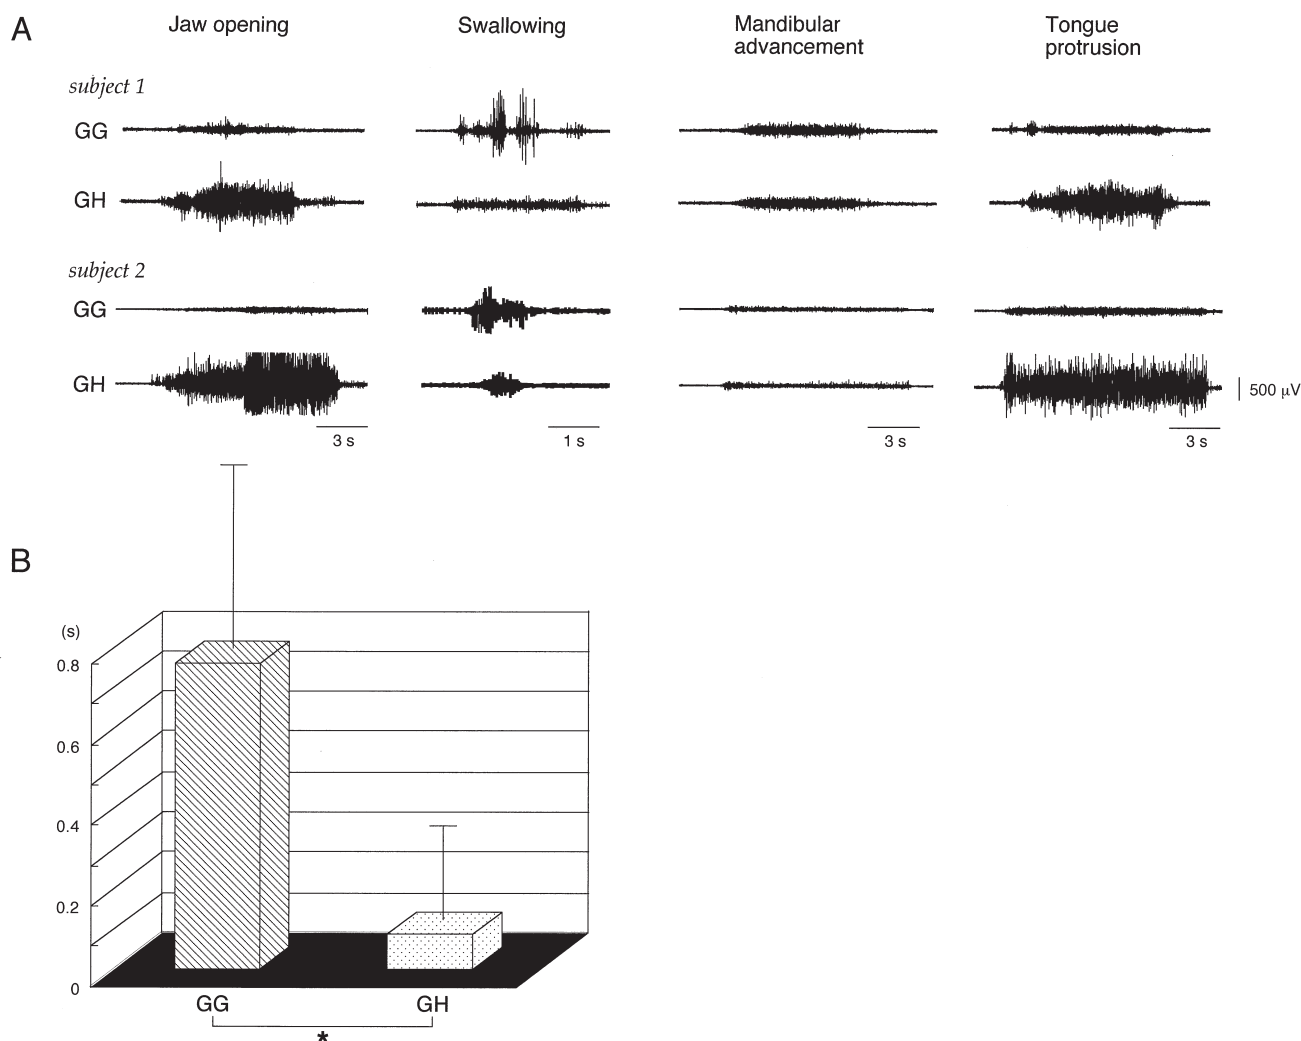 A
Jaw opening
Swallowing
Mandibular
advancement
Tongue
protrusion
subject 1
GG
GH
subject 2
GG
GH
500 μV
3 s
1 s
3 s
3 s
B
(s)
0.8
0.6
0.4
0.2
0
GG
GH
*